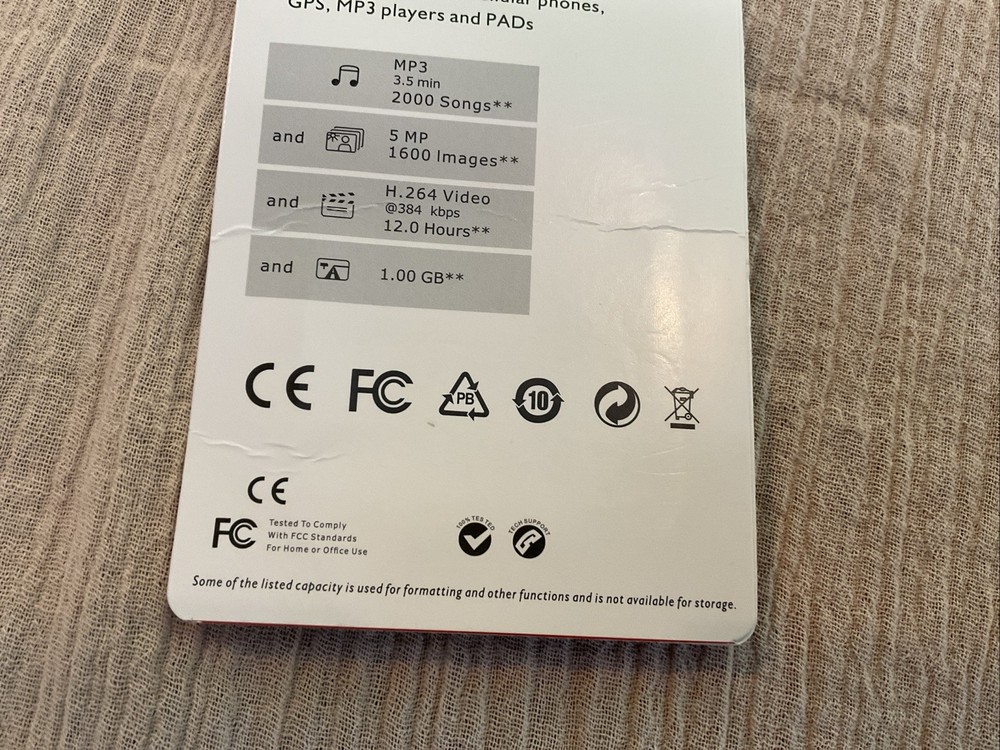 phones,
GPS, MP3 players and PADs
MP3
3.5 min
2000 Songs**
and
5 MP
1600 Images**
and
H.264 Video
@384 kbps
12.0 Hours**
and
1.00 GB**
CE FC PB 10
CE
FC
Tested To Comply
With FCC Standards
For Home or Office Use
100% TESTED
TECH SUPPORT
Some of the listed capacity is used for formatting and other functions and is not available for storage.